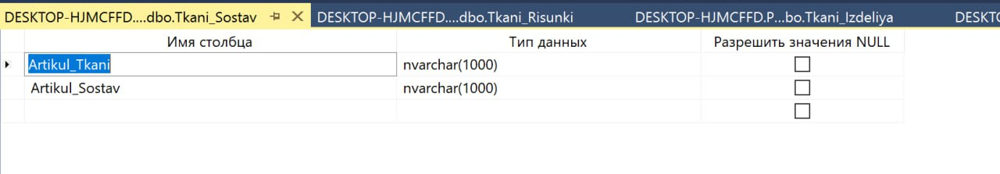 DESKTOP-HJMCFFD....dbo.Tkani_Sostav DESKTOP-HJMCFFD....dbo.Tkani_Risunki DESKTOP-HJMCFFD.P...bo.Tkani_Izdeliya DESKTO
Имя столбца Тип данных Разрешить значения NULL
Artikul_Tkani nvarchar(1000)
Artikul_Sostav nvarchar(1000)